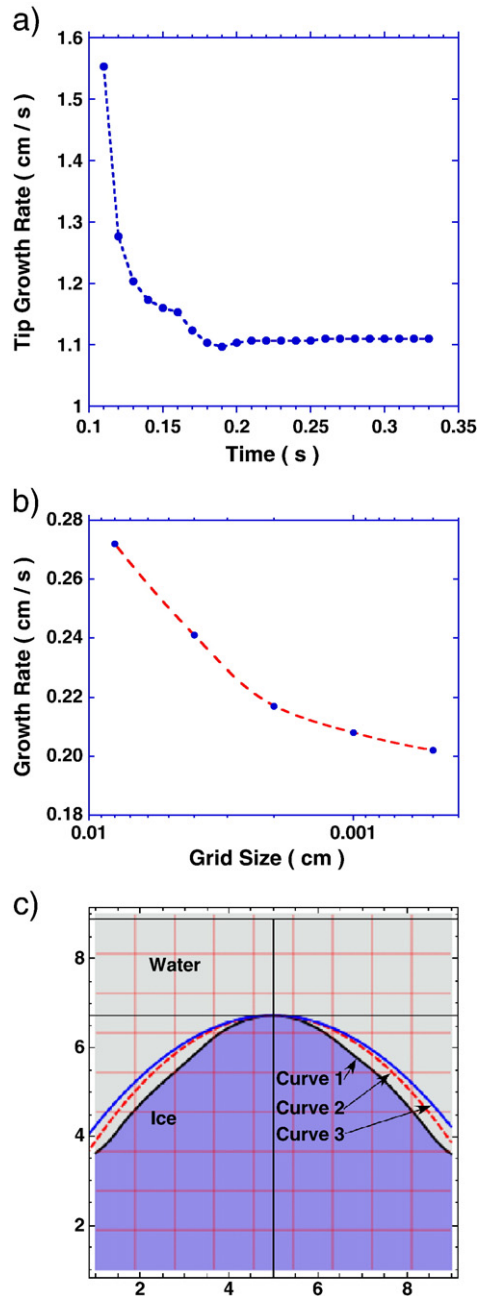 a)
1.6
1.5
1.4
1.3
1.2
1.1
1
Tip Growth Rate ( cm / s )
0.1 0.15 0.2 0.25 0.3 0.35
Time ( s )
b)
0.28
0.26
0.24
0.22
0.20
0.18
Growth Rate ( cm / s )
0.01 0.001
Grid Size ( cm )
c)
8
6
4
2
Water
Curve 1
Curve 2
Ice
Curve 3
2 4 6 8